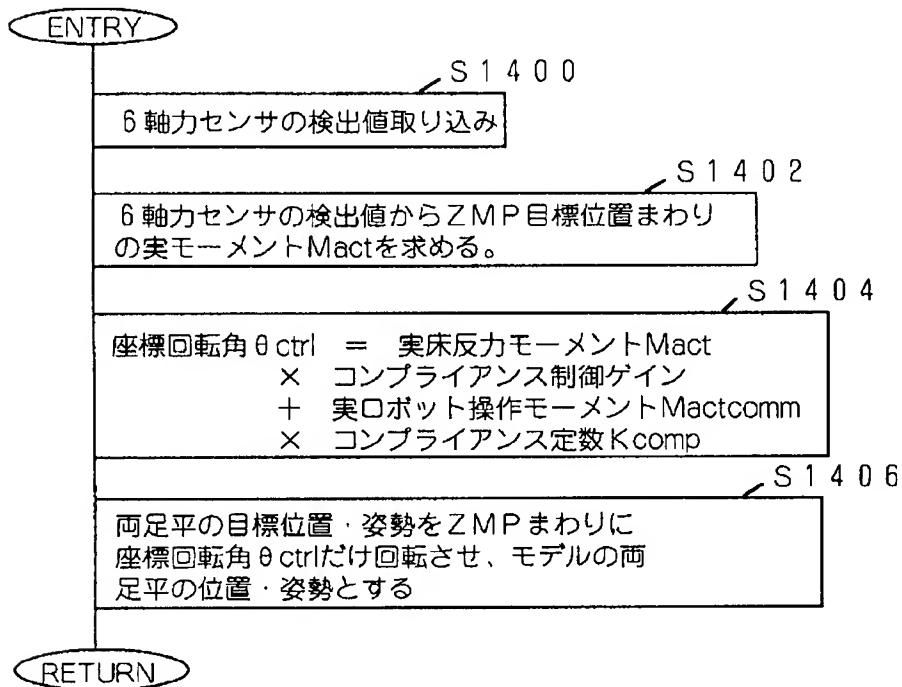 ENTRY
S1400
6軸力センサの検出値取り込み
S1402
6軸力センサの検出値からZMP目標位置まわり
の実モーメントMactを求める。
S1404
座標回転角θctrl = 実床反力モーメントMact
× コンプライアンス制御ゲイン
+ 実ロボット操作モーメントMactcomm
× コンプライアンス定数Kcomp
S1406
両足平の目標位置・姿勢をZMPまわりに
座標回転角θctrlだけ回転させ、モデルの両
足平の位置・姿勢とする
RETURN